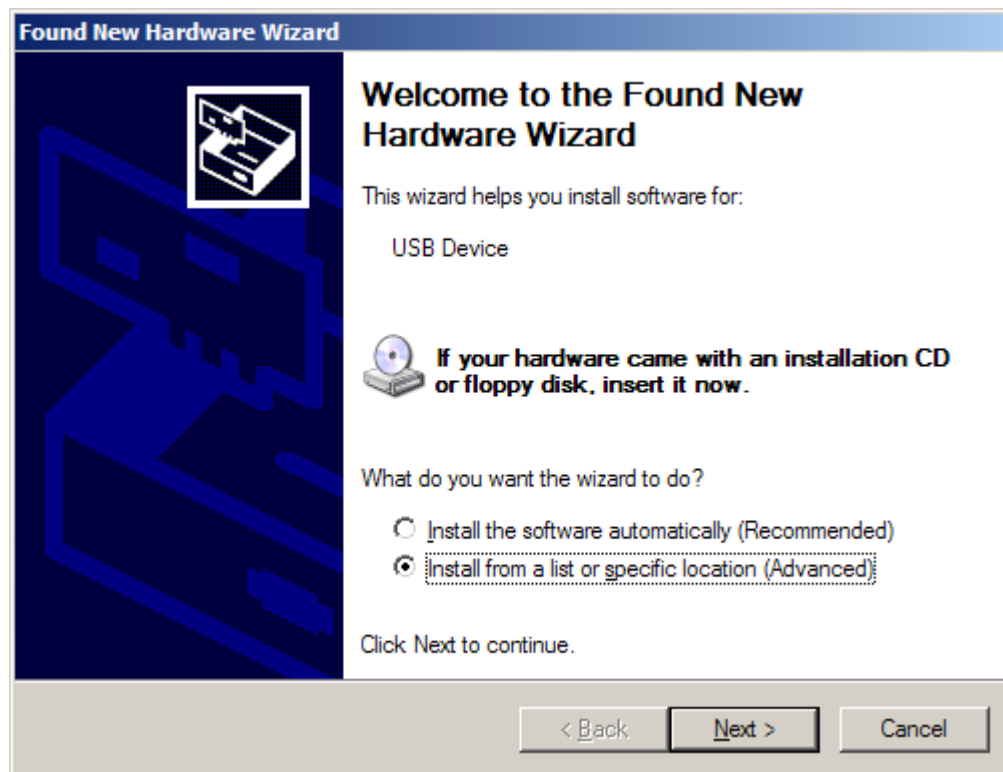 Found New Hardware Wizard
Welcome to the Found New
Hardware Wizard
This wizard helps you install software for:
USB Device
If your hardware came with an installation CD
or floppy disk, insert it now.
What do you want the wizard to do?
Install the software automatically (Recommended)
Install from a list or specific location (Advanced)
Click Next to continue.
< Back
Next >
Cancel